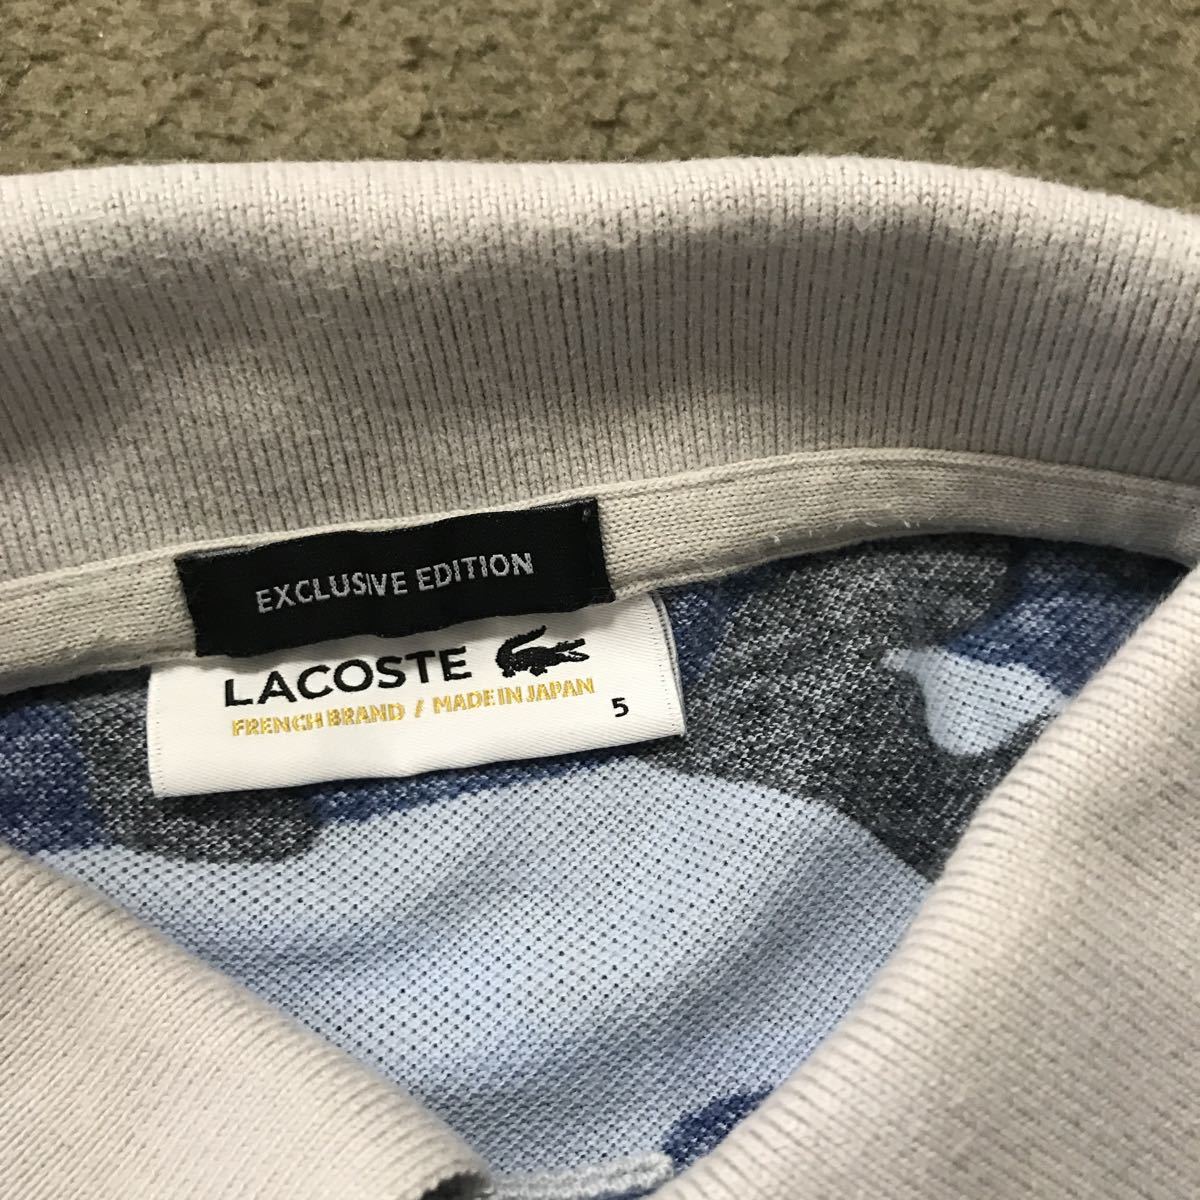 EXCLUSIVE EDITION
LACOSTE
FRENCH BRAND / MADE IN JAPAN
5